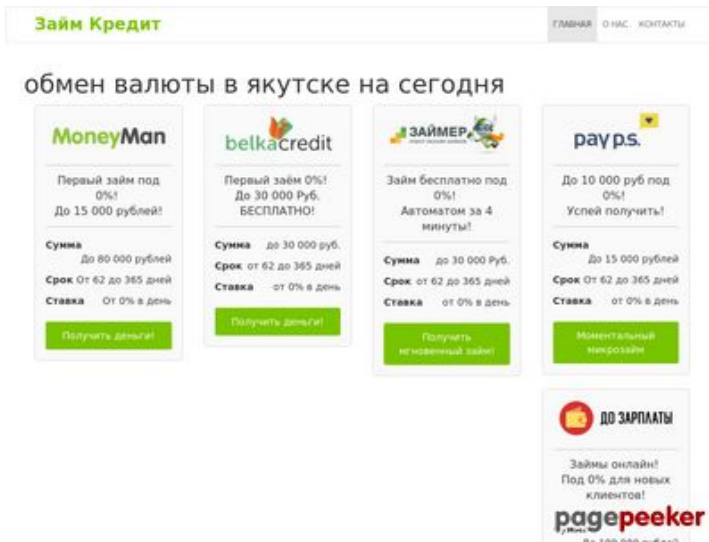 Займ Кредит
ГЛАВНАЯ О НАС КОНТАКТЫ
обмен валюты в якутске на сегодня
MoneyMan
Первый займ под
0%!
До 15 000 рублей!
Сумма
До 80 000 рублей
Срок От 62 до 365 дней
Ставка От 0% в день
Получить деньги!
belkacredit
Первый заём 0%!
До 30 000 Руб.
БЕСПЛАТНО!
Сумма до 30 000 руб.
Срок от 62 до 365 дней
Ставка от 0% в день
Получить деньги!
ЗАЙМЕР
Займ бесплатно под
0%!
Автоматом за 4
минуты!
Сумма до 30 000 Руб.
Срок от 62 до 365 дней
Ставка от 0% в день
Получить
мгновенный займ!
pay p.s.
До 10 000 руб под
0%!
Успей получить!
Сумма
До 15 000 рублей
Срок От 62 до 365 дней
Ставка от 0% в день
Моментальный
микрозайм
ДО ЗАРПЛАТЫ
Займы онлайн!
Под 0% для новых
клиентов!
До 100 000 рублей
pagepeeker